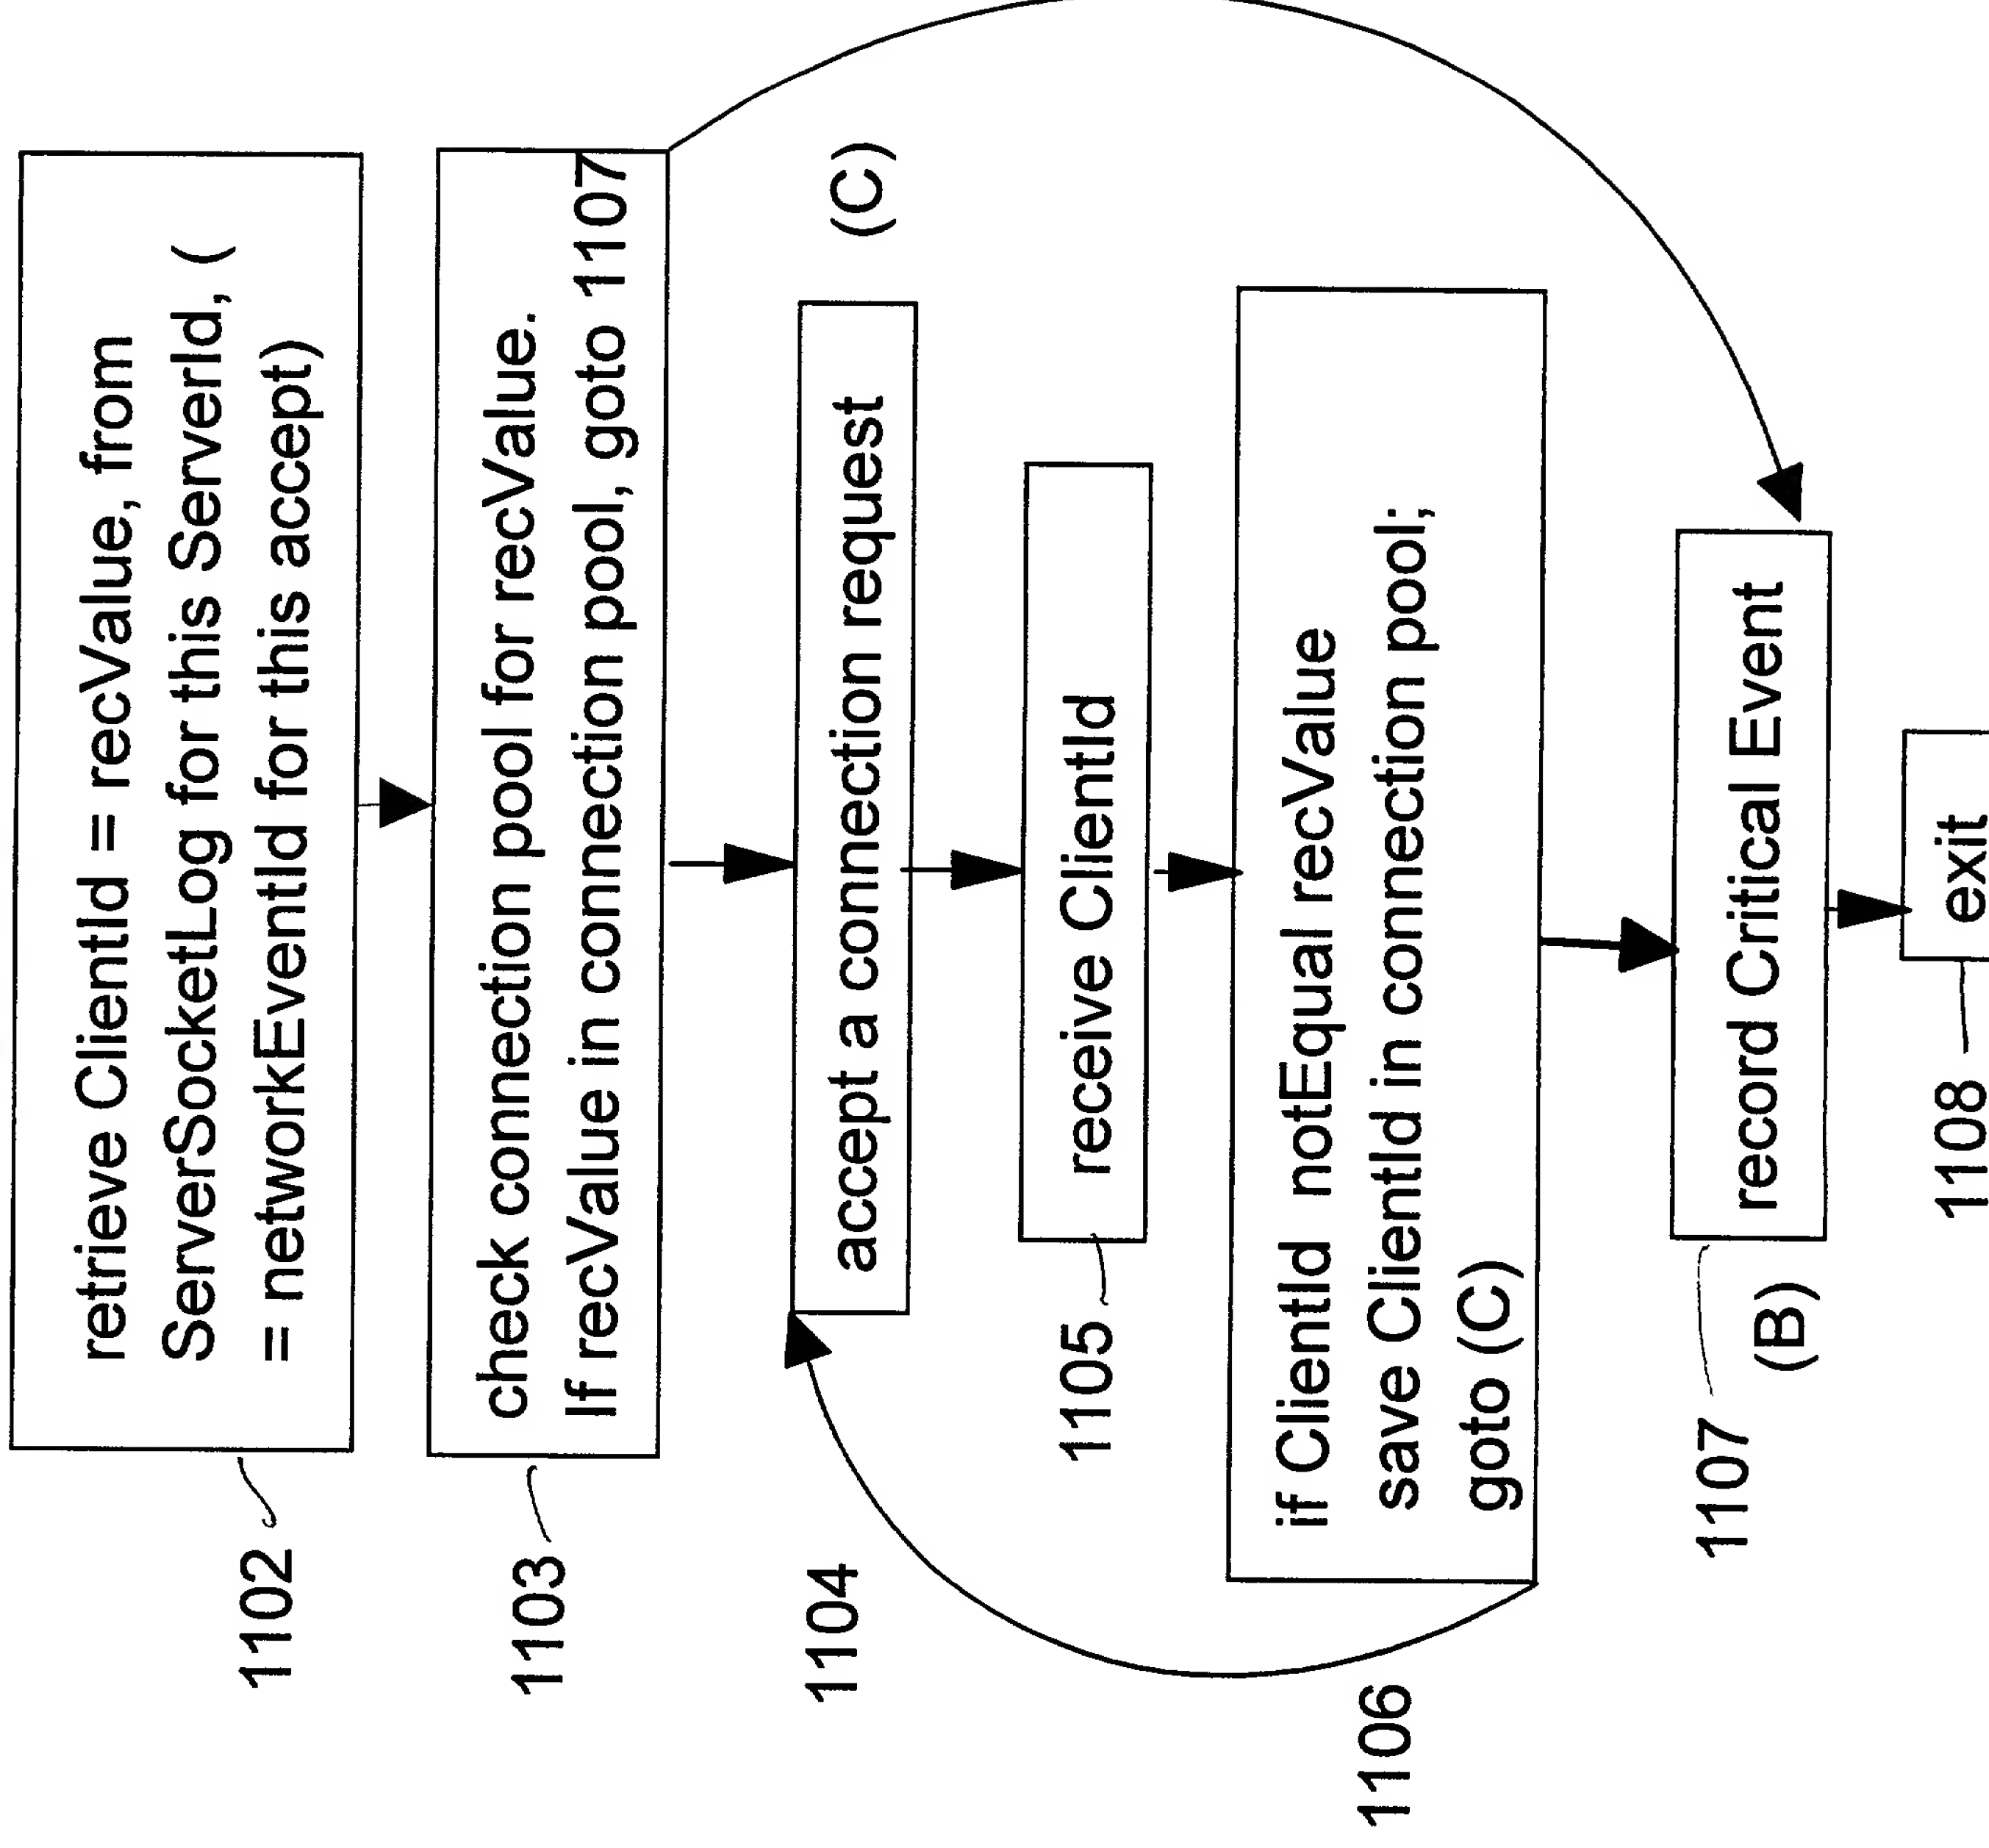 retrieve ClientId = recValue, from
ServerSocketLog for this ServerId, (
= networkEventId for this accept)
1102
check connection pool for recValue.
If recValue in connection pool, goto 1107
1103
accept a connection request
(C)
1104
receive ClientId
1105
if ClientId notEqual recValue
save ClientId in connection pool;
goto (C)
1106
record Critical Event
1107
(B)
exit
1108